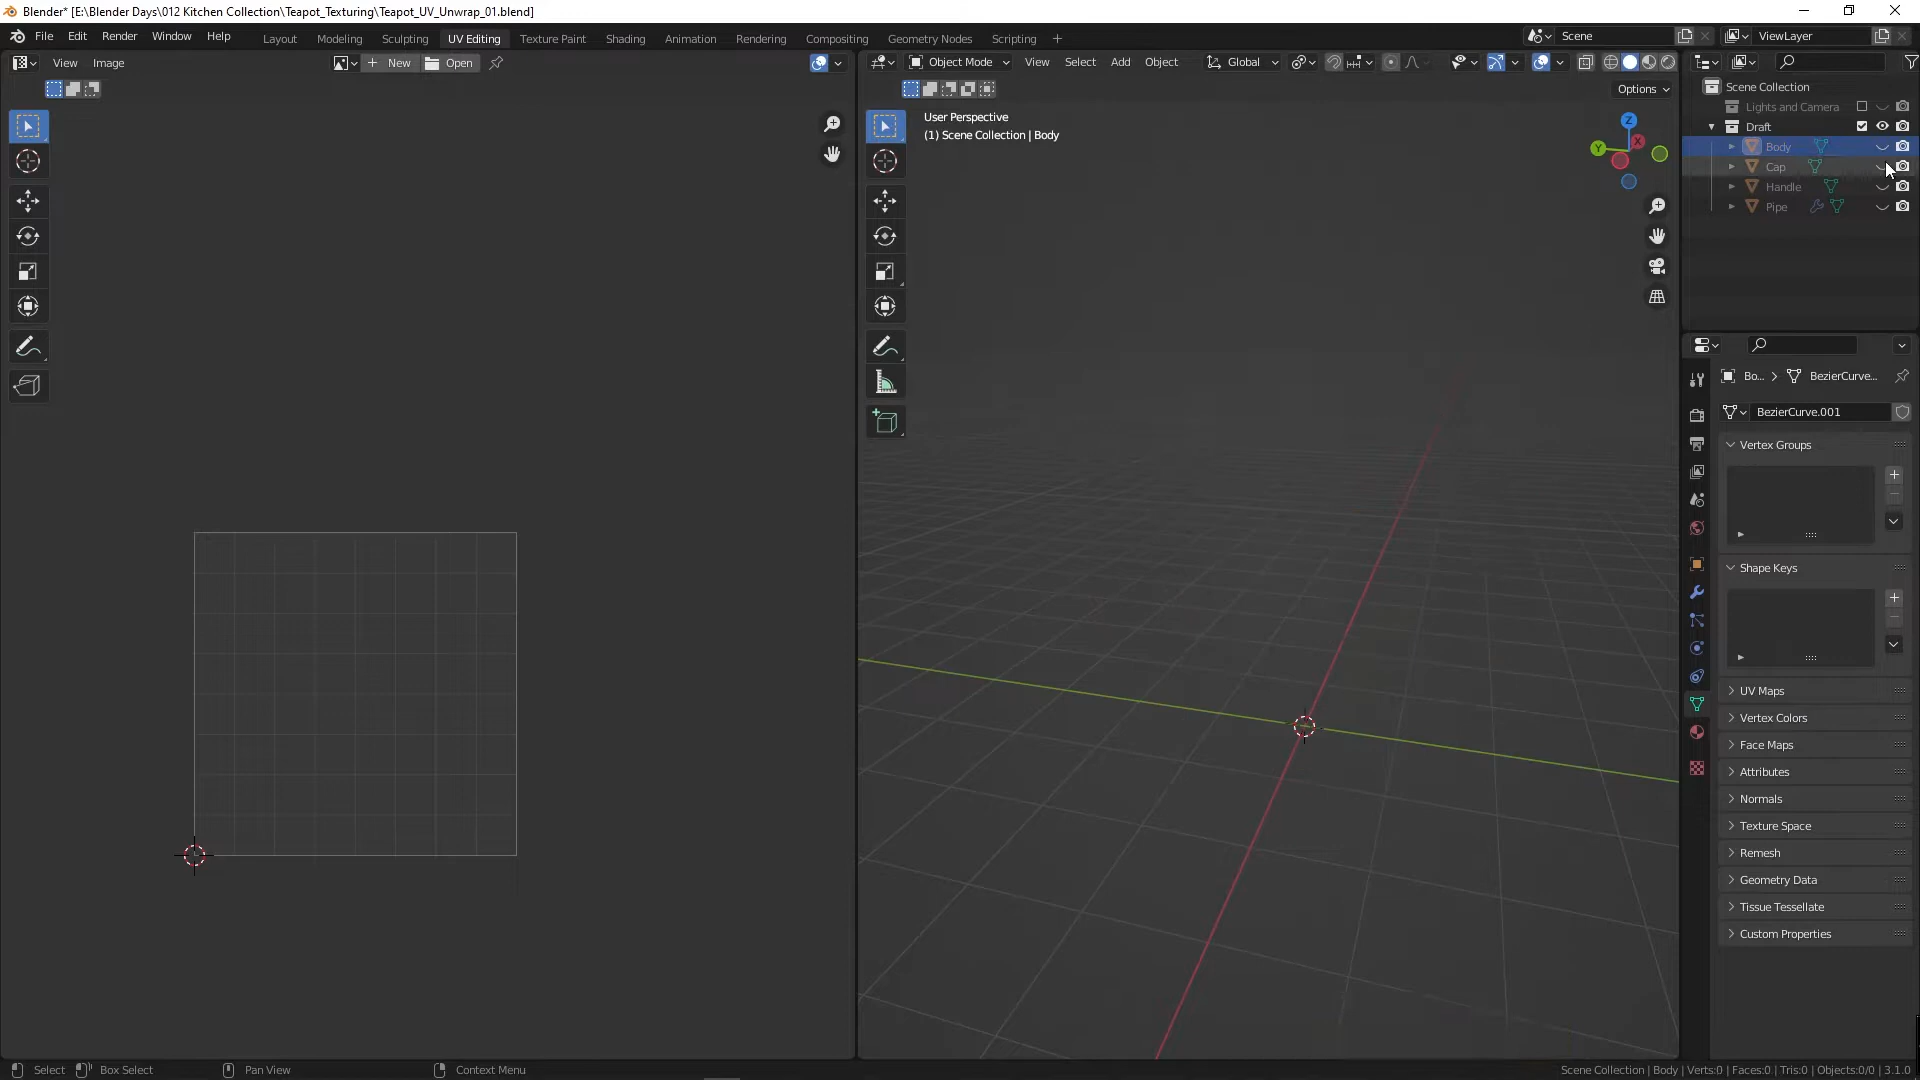 Blender* [E:\Blender Days\012 Kitchen Collection\Teapot_Texturing\Teapot_UV_Unwrap_01.blend]
File Edit Render Window Help Layout Modeling Sculpting UV Editing Texture Paint Shading Animation Rendering Compositing Geometry Nodes Scripting + Scene ViewLayer
View Image New Open Object Mode View Select Add Object Global
Options
Scene Collection
Lights and Camera
Draft
Body
Cap
Handle
Pipe
User Perspective
(1) Scene Collection | Body
Z
X
Y
Bo... > BezierCurve...
BezierCurve.001
Vertex Groups
Shape Keys
UV Maps
Vertex Colors
Face Maps
Attributes
Normals
Texture Space
Remesh
Geometry Data
Tissue Tessellate
Custom Properties
Select Box Select Pan View Context Menu Scene Collection | Body | Verts:0 | Faces:0 | Tris:0 | Objects:0/0 | 3.1.0